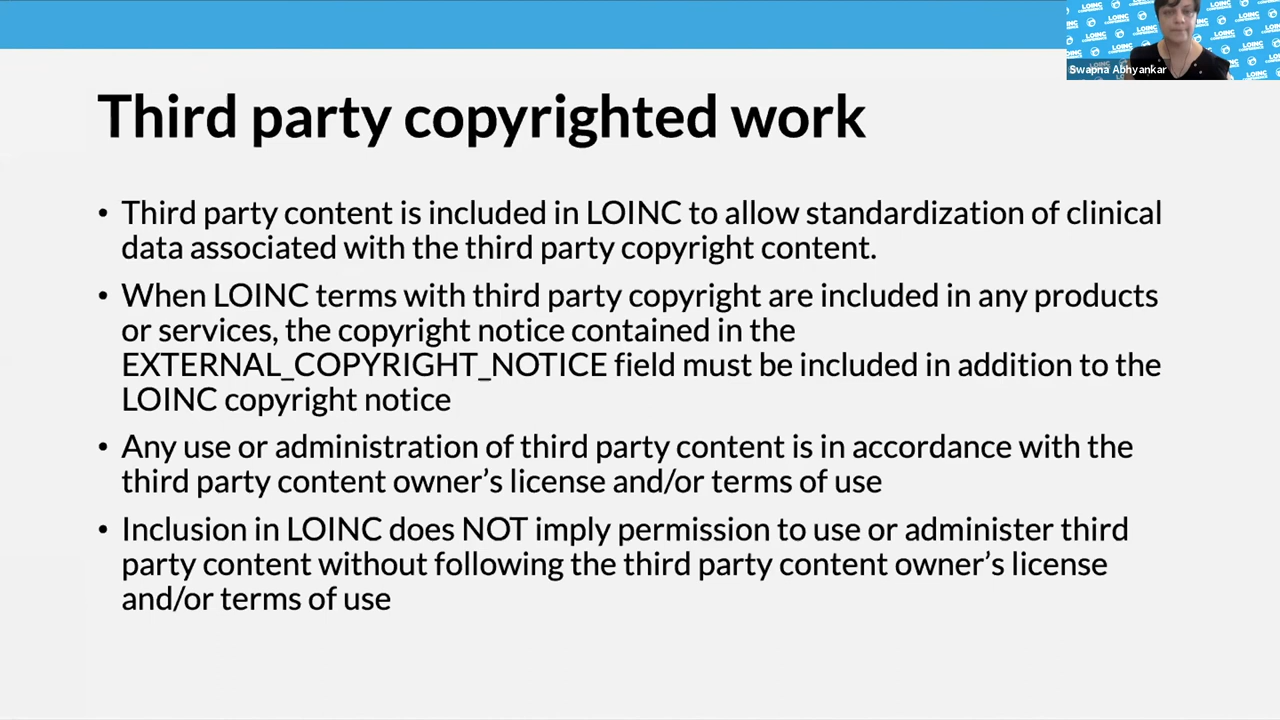 LOINC
Swapna Abhyankar
Third party copyrighted work
• Third party content is included in LOINC to allow standardization of clinical
data associated with the third party copyright content.
• When LOINC terms with third party copyright are included in any products
or services, the copyright notice contained in the
EXTERNAL_COPYRIGHT_NOTICE field must be included in addition to the
LOINC copyright notice
• Any use or administration of third party content is in accordance with the
third party content owner’s license and/or terms of use
• Inclusion in LOINC does NOT imply permission to use or administer third
party content without following the third party content owner’s license
and/or terms of use